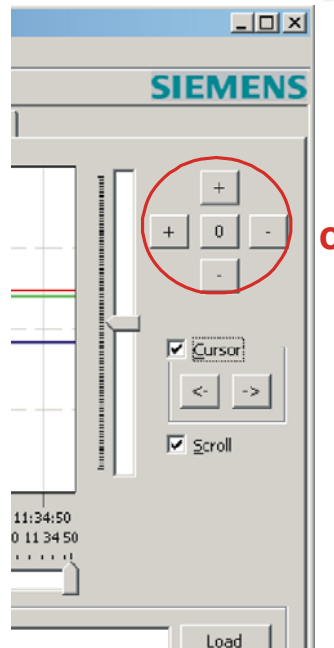 SIEMENS
+
+ 0 -
-
Cursor
<- ->
Scroll
11:34:50
0 11 34 50
Load